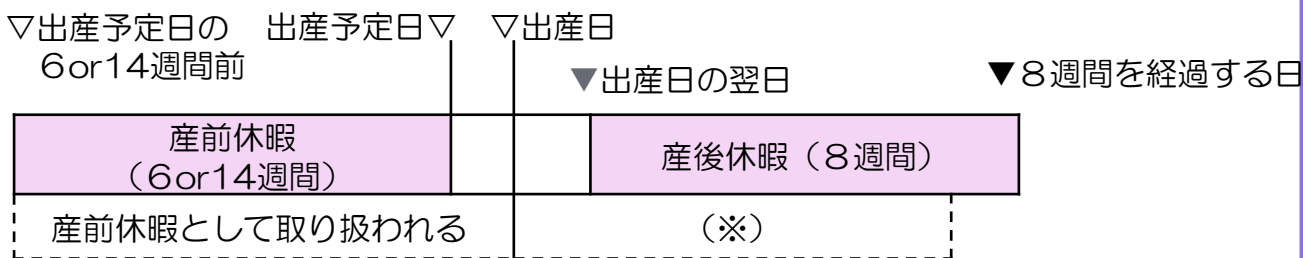 ▽出産予定日の 出産予定日▽ ▽出産日
6or14週間前
▼出産日の翌日 ▼8週間を経過する日
産前休暇
(6or14週間)
産後休暇(8週間)
産前休暇として取り扱われる (※)